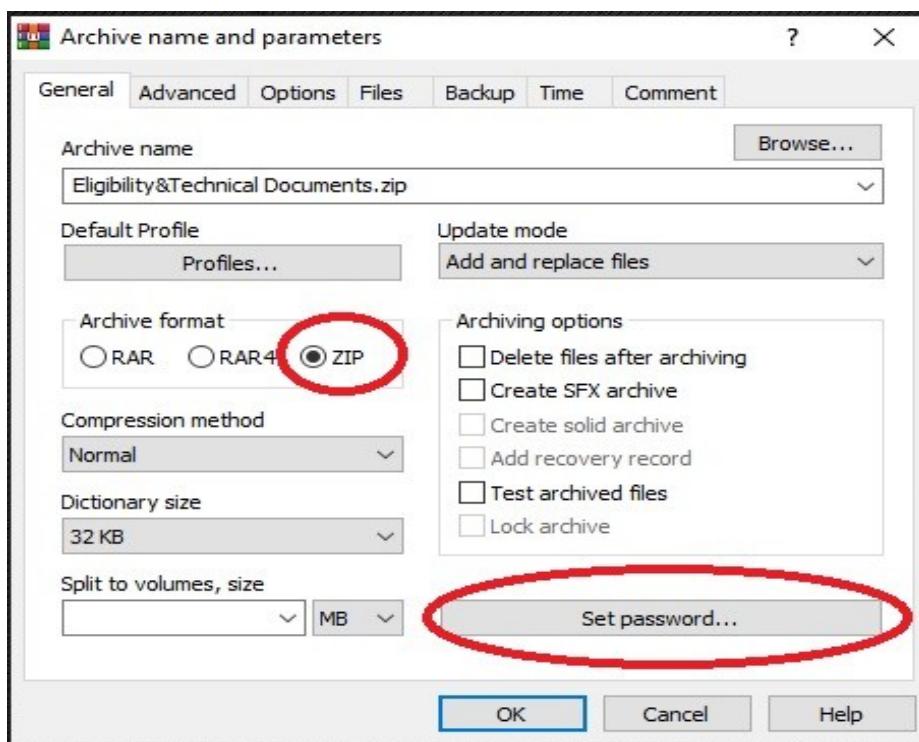 Archive name and parameters
?
General Advanced Options Files Backup Time Comment
Archive name
Browse...
Eligibility&Technical Documents.zip
Default Profile
Profiles...
Update mode
Add and replace files
Archive format
RAR RAR4 ZIP
Compression method
Normal
Dictionary size
32 KB
Split to volumes, size
MB
Archiving options
Delete files after archiving
Create SFX archive
Create solid archive
Add recovery record
Test archived files
Lock archive
Set password...
OK Cancel Help